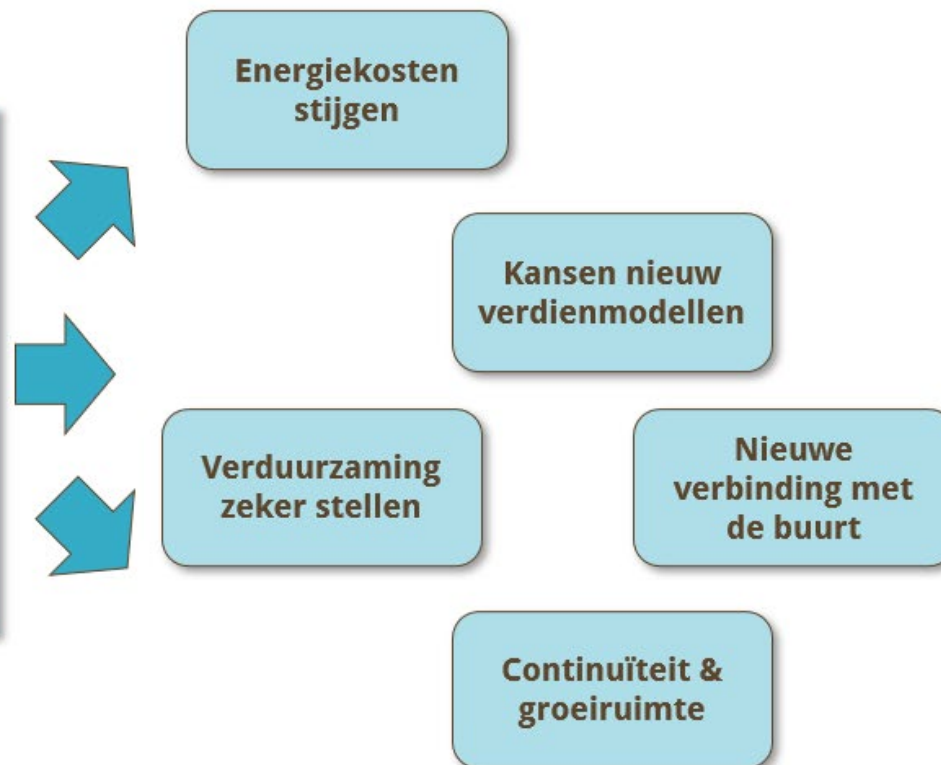 Energiekosten
stijgen
Kansen nieuw
verdienmodellen
Verduurzaming
zeker stellen
Nieuwe
verbinding met
de buurt
Continuïteit &
groeiruimte